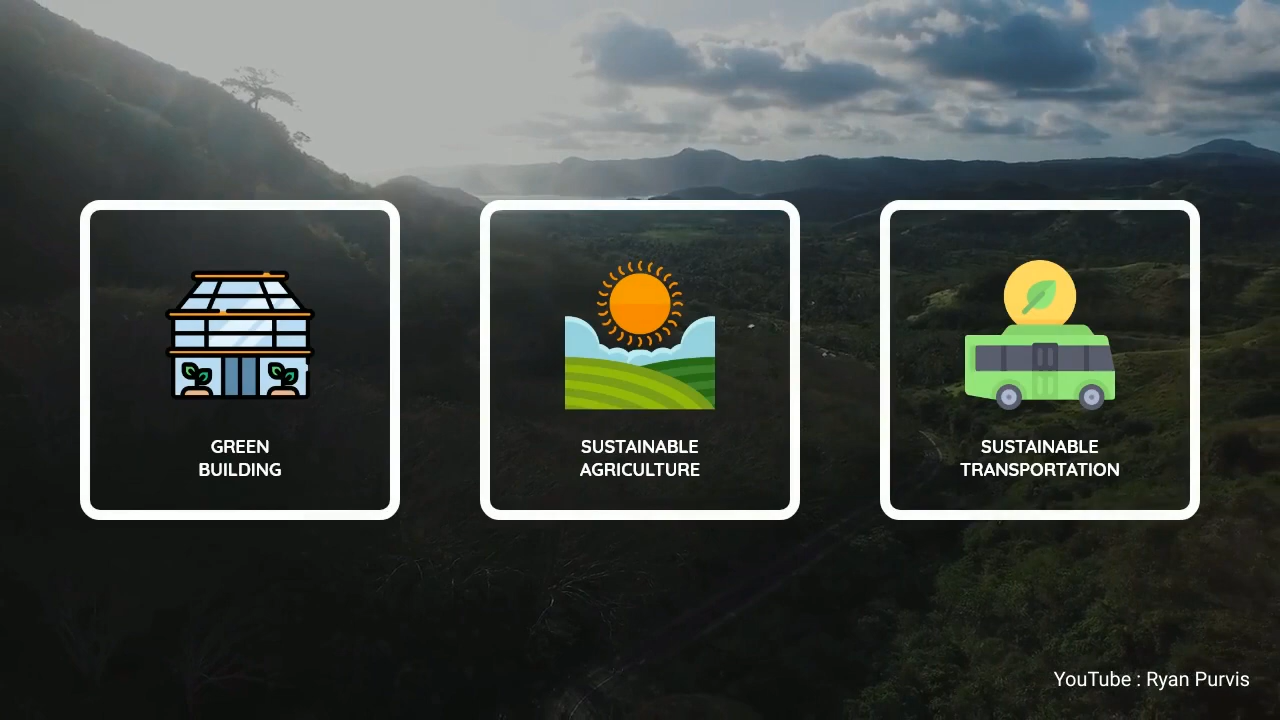 GREEN
BUILDING
SUSTAINABLE
AGRICULTURE
SUSTAINABLE
TRANSPORTATION
YouTube : Ryan Purvis